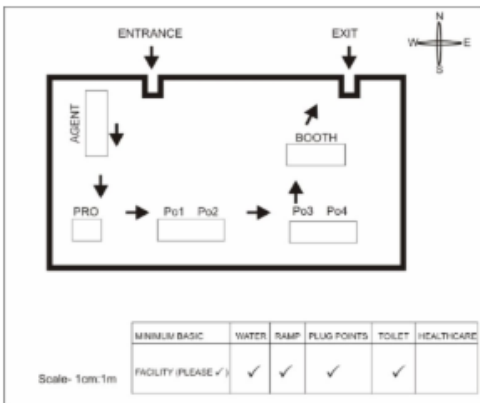 ENTRANCE EXIT
N
W E
S
AGENT
BOOTH
PRO Po1 Po2 Po3 Po4
MINIMUM BASIC WATER RAMP PLUG POINTS TOILET HEALTHCARE
FACILITY (PLEASE ✓) ✓ ✓ ✓ ✓
Scale- 1cm:1m